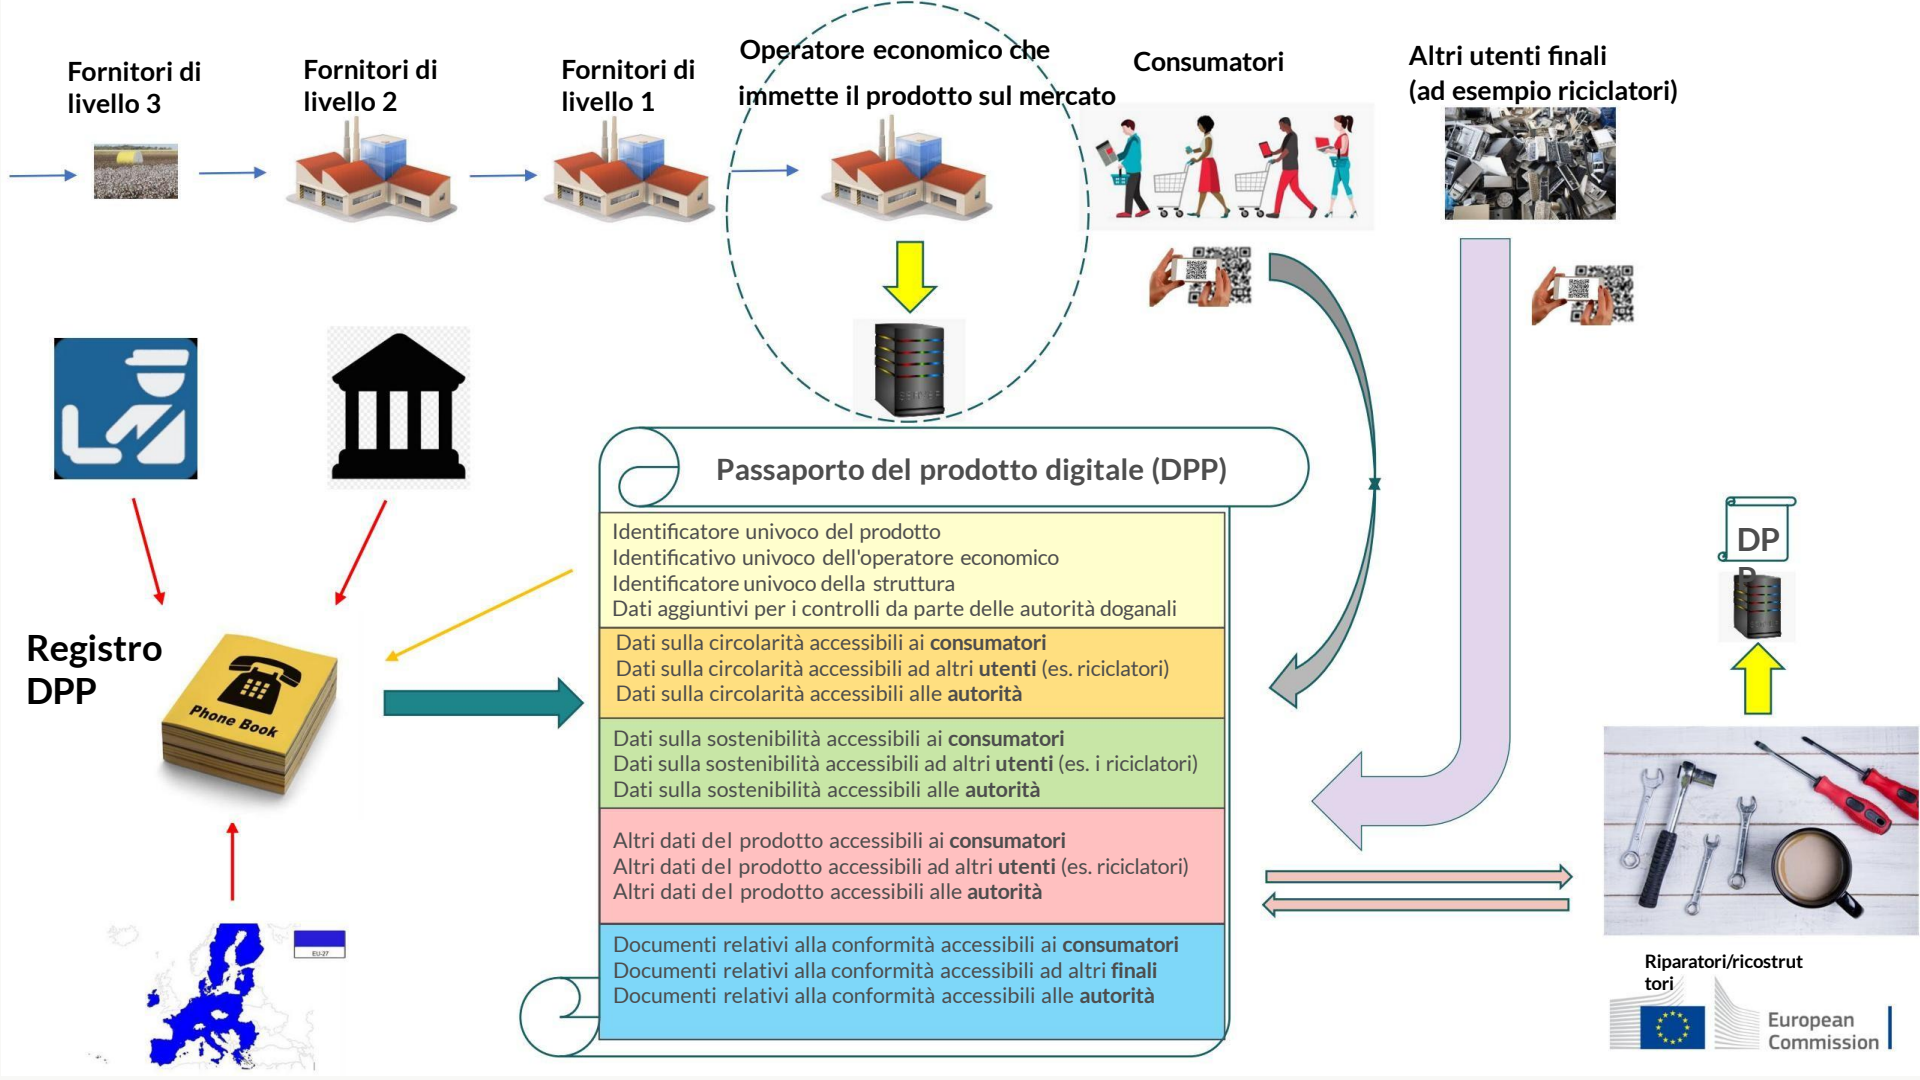 Fornitori di
livello 3
Fornitori di
livello 2
Fornitori di
livello 1
Operatore economico che
immette il prodotto sul mercato
Consumatori
Altri utenti finali
(ad esempio riciclatori)
Passaporto del prodotto digitale (DPP)
Identificatore univoco del prodotto
Identificativo univoco dell'operatore economico
Identificatore univoco della struttura
Dati aggiuntivi per i controlli da parte delle autorità doganali
Dati sulla circolarità accessibili ai consumatori
Dati sulla circolarità accessibili ad altri utenti (es. riciclatori)
Dati sulla circolarità accessibili alle autorità
Dati sulla sostenibilità accessibili ai consumatori
Dati sulla sostenibilità accessibili ad altri utenti (es. i riciclatori)
Dati sulla sostenibilità accessibili alle autorità
Altri dati del prodotto accessibili ai consumatori
Altri dati del prodotto accessibili ad altri utenti (es. riciclatori)
Altri dati del prodotto accessibili alle autorità
Documenti relativi alla conformità accessibili ai consumatori
Documenti relativi alla conformità accessibili ad altri finali
Documenti relativi alla conformità accessibili alle autorità
Registro
DPP
Phone Book
EU-27
DP
P
Riparatori/ricostrut
tori
European
Commission